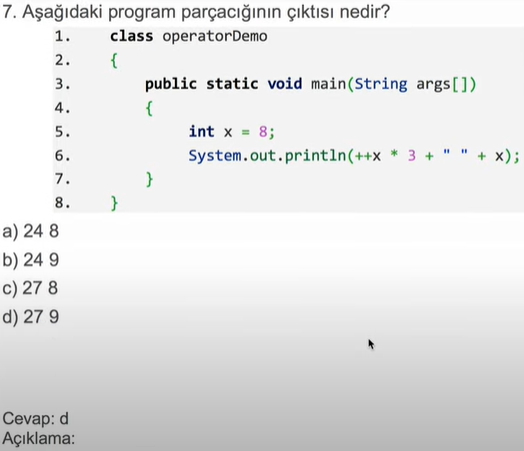 7. Aşağıdaki program parçacığının çıktısı nedir?
1. class operatorDemo
2. {
3. public static void main(String args[])
4. {
5. int x = 8;
6. System.out.println(++x * 3 + " " + x);
7. }
8. }
a) 24 8
b) 24 9
c) 27 8
d) 27 9
Cevap: d
Açıklama: